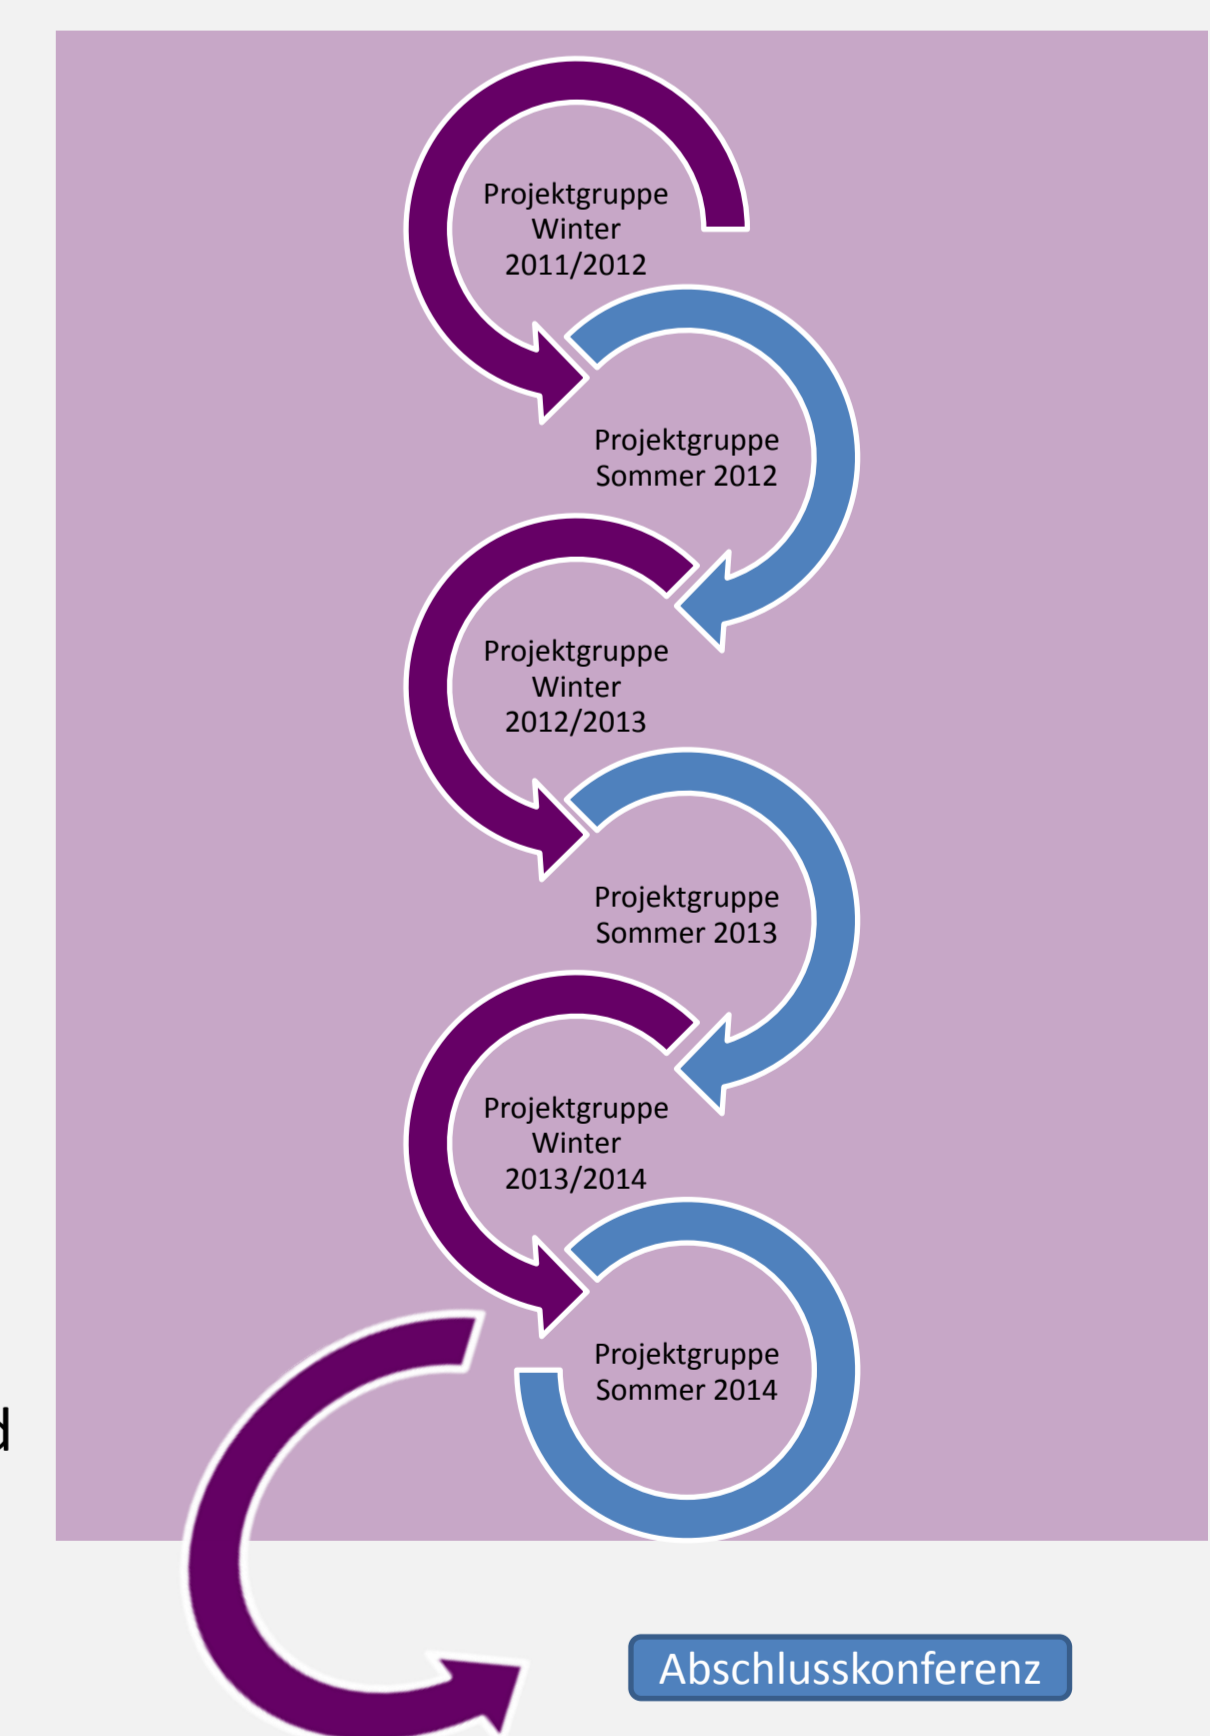 Projektgruppe
Winter
2011/2012
Projektgruppe
Sommer 2012
Projektgruppe
Winter
2012/2013
Projektgruppe
Sommer 2013
Projektgruppe
Winter
2013/2014
Projektgruppe
Sommer 2014
Abschlusskonferenz